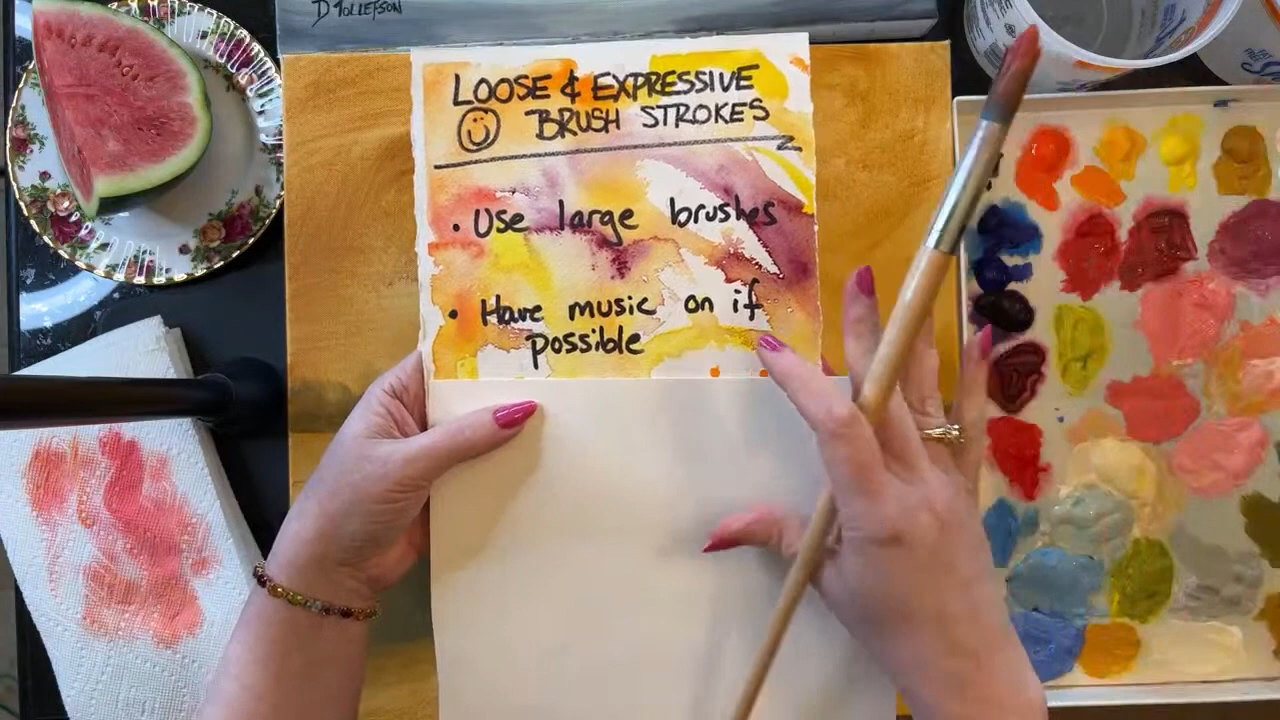 D TOLLEFSON
LOOSE & EXPRESSIVE
BRUSH STROKES
• Use large brushes
• Have music on if
possible